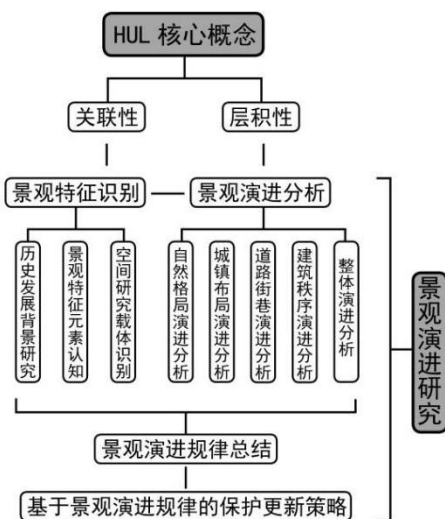 HUL 核心概念
关联性
层积性
景观特征识别
景观演进分析
历史发展背景研究
景观特征元素认知
空间研究载体识别
自然格局演进分析
城镇布局演进分析
道路街巷演进分析
建筑秩序演进分析
整体演进分析
景观演进研究
景观演进规律总结
基于景观演进规律的保护更新策略